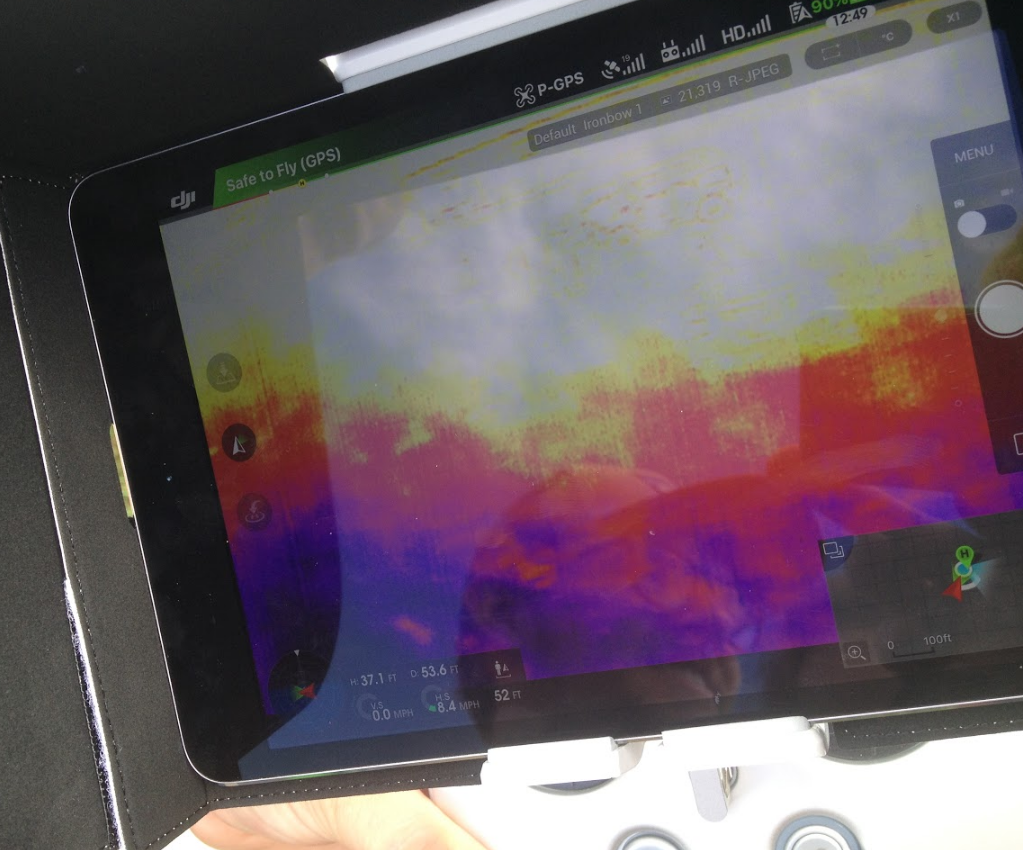 90%
12:49
P-GPS 19 HD
Safe to Fly (GPS)
dji
Default Ironbow 1 21.319 R-JPEG
°C
X1
MENU
H: 37.1 FT D: 53.6 FT
V.S 0.0 MPH H.S 8.4 MPH 52 FT
H
0 100ft